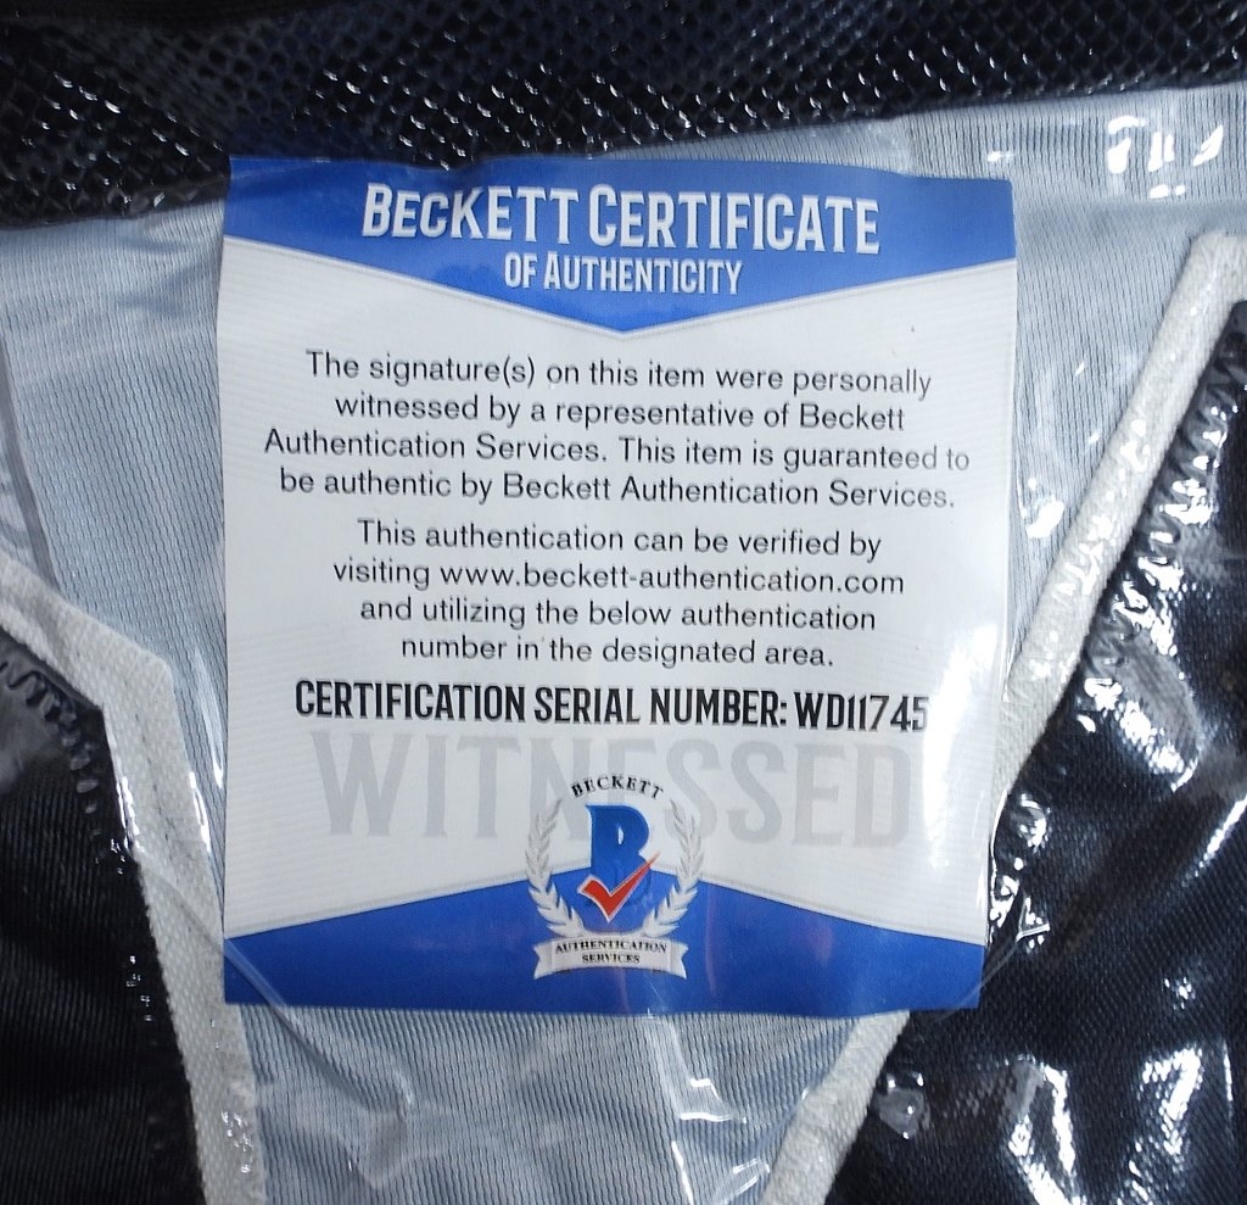 BECKETT CERTIFICATE
OF AUTHENTICITY
The signature(s) on this item were personally
witnessed by a representative of Beckett
Authentication Services. This item is guaranteed to
be authentic by Beckett Authentication Services.
This authentication can be verified by
visiting www.beckett-authentication.com
and utilizing the below authentication
number in the designated area.
CERTIFICATION SERIAL NUMBER: WD11745
WITNESSED
BECKETT
B
AUTHENTICATION
SERVICES